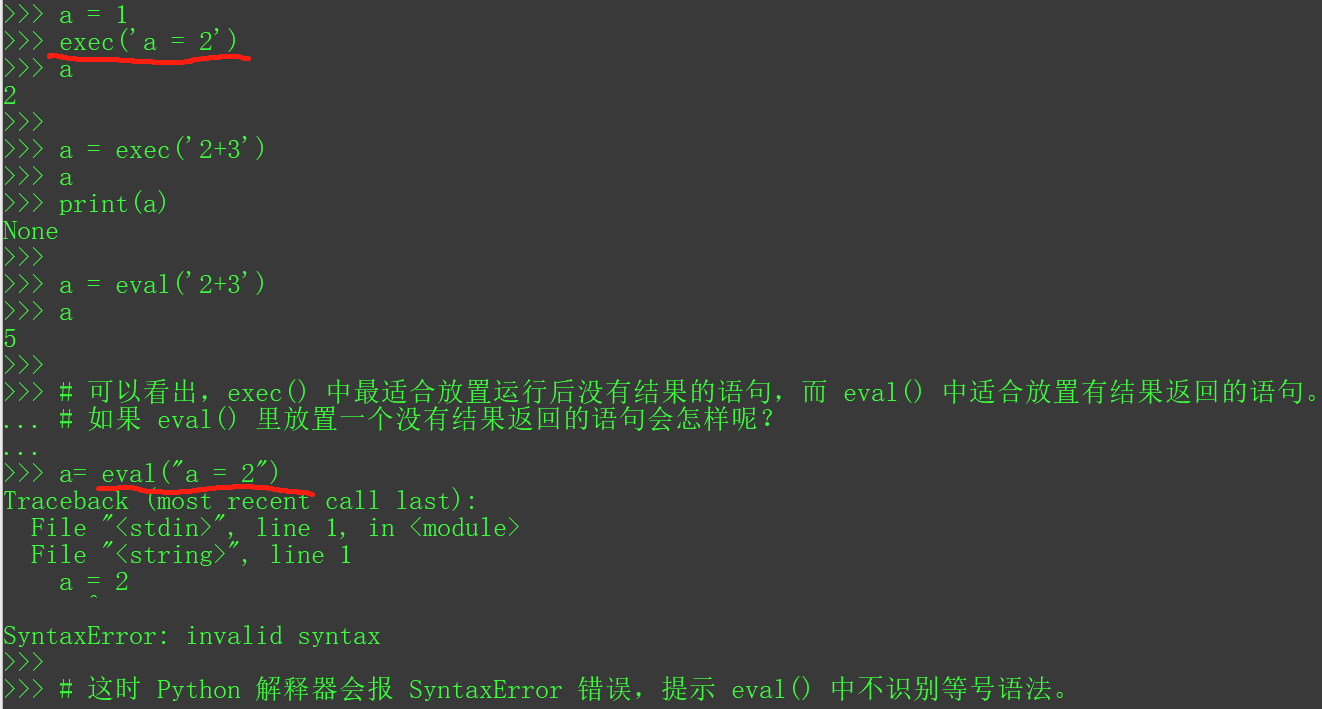 >>> a = 1
>>> exec('a = 2')
>>> a
2
>>>
>>> a = exec('2+3')
>>> a
>>> print(a)
None
>>>
>>> a = eval('2+3')
>>> a
5
>>>
>>> # 可以看出，exec() 中最适合放置运行后没有结果的语句，而 eval() 中适合放置有结果返回的语句。
... # 如果 eval() 里放置一个没有结果返回的语句会怎样呢？
...
>>> a= eval("a = 2")
Traceback (most recent call last):
  File "<stdin>", line 1, in <module>
  File "<string>", line 1
    a = 2
      ^
SyntaxError: invalid syntax
>>>
>>> # 这时 Python 解释器会报 SyntaxError 错误，提示 eval() 中不识别等号语法。